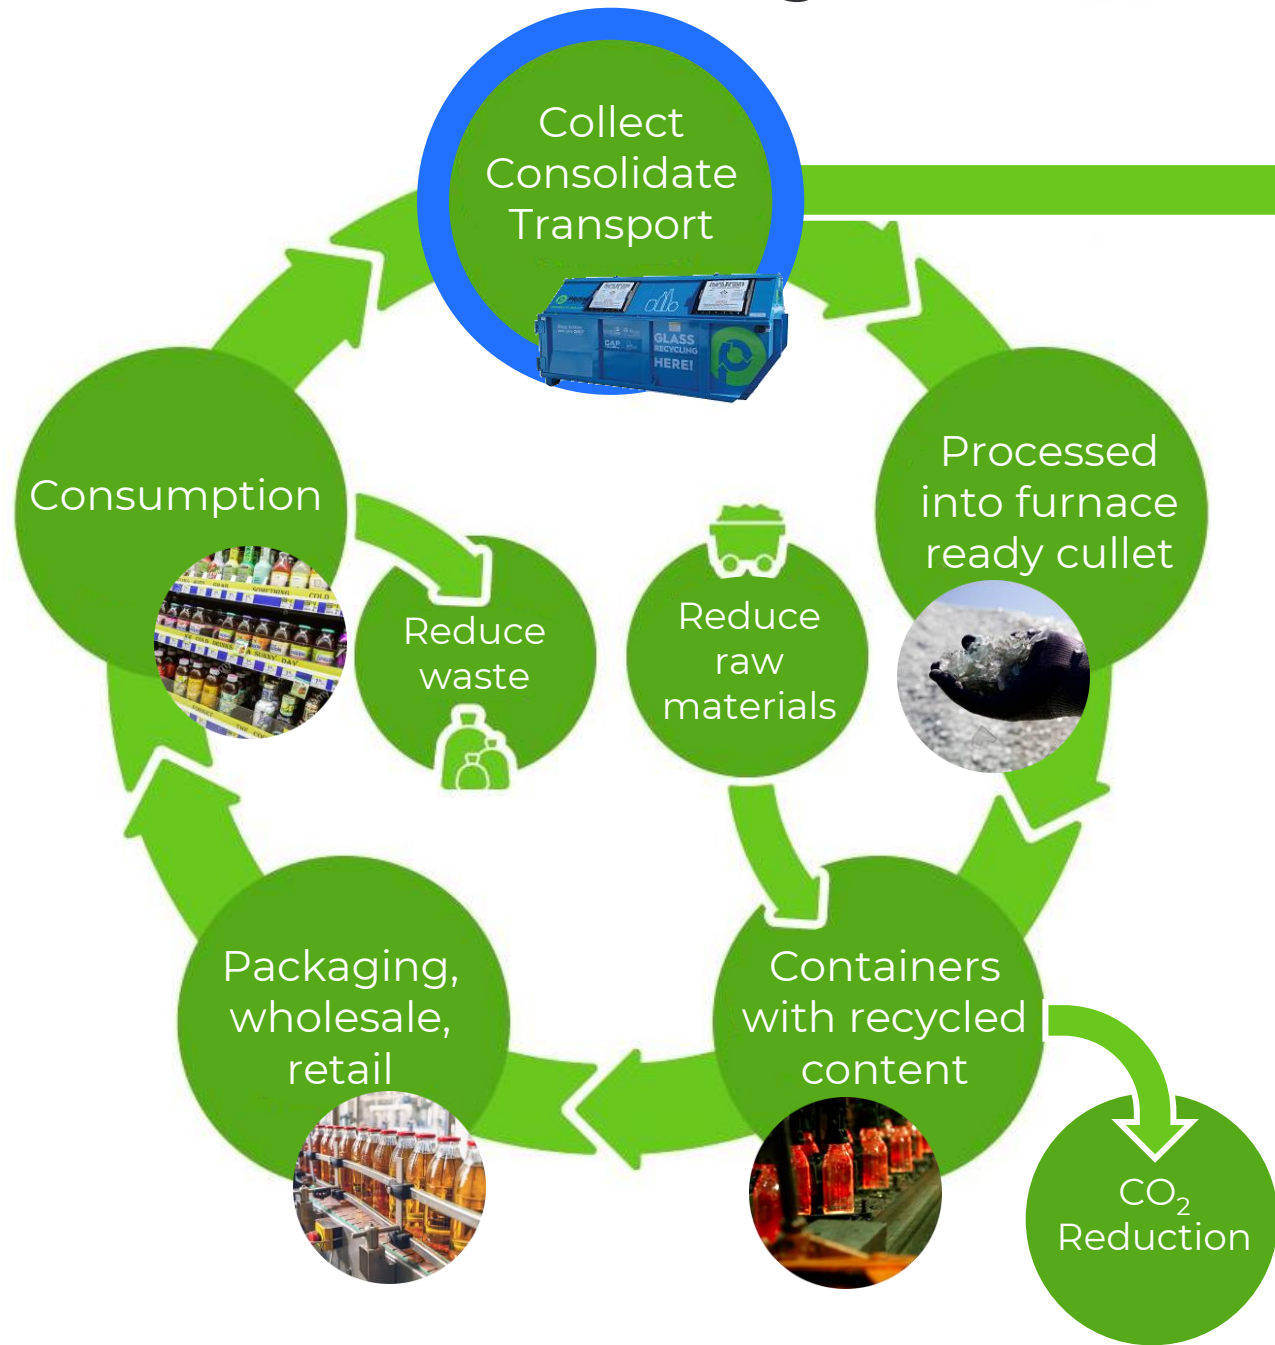 Collect
Consolidate
Transport
GLASS
RECYCLING
HERE!
CAP
Consumption
Processed
into furnace
ready cullet
Reduce
waste
Reduce
raw
materials
Packaging,
wholesale,
retail
Containers
with recycled
content
CO₂
Reduction